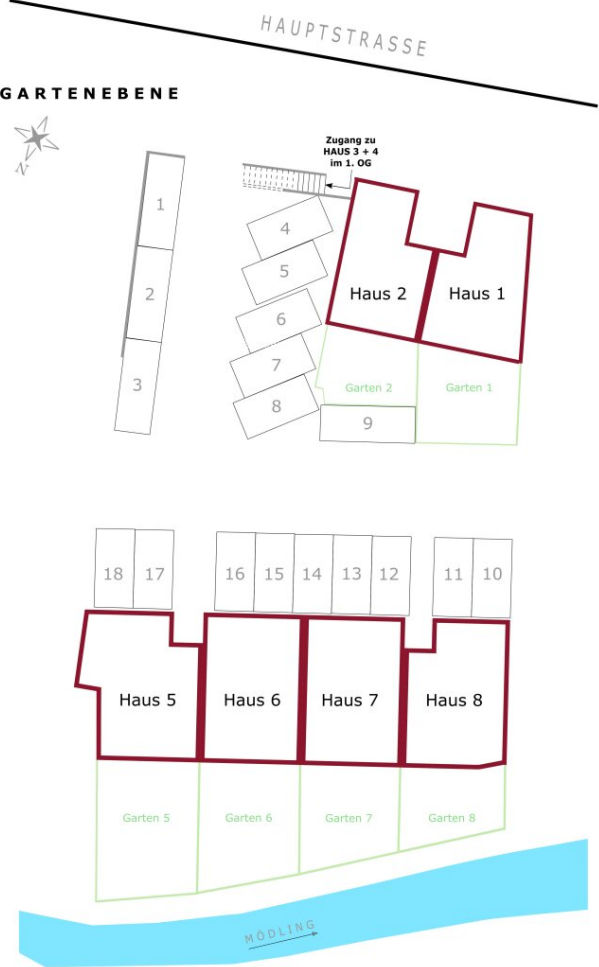 HAUPTSTRASSE
GARTENEBENE
N
Zugang zu
HAUS 3 + 4
im 1. OG
1
2
3
4
5
6
7
8
Haus 2
Haus 1
Garten 2
Garten 1
9
18
17
16
15
14
13
12
11
10
Haus 5
Haus 6
Haus 7
Haus 8
Garten 5
Garten 6
Garten 7
Garten 8
MÖDLING